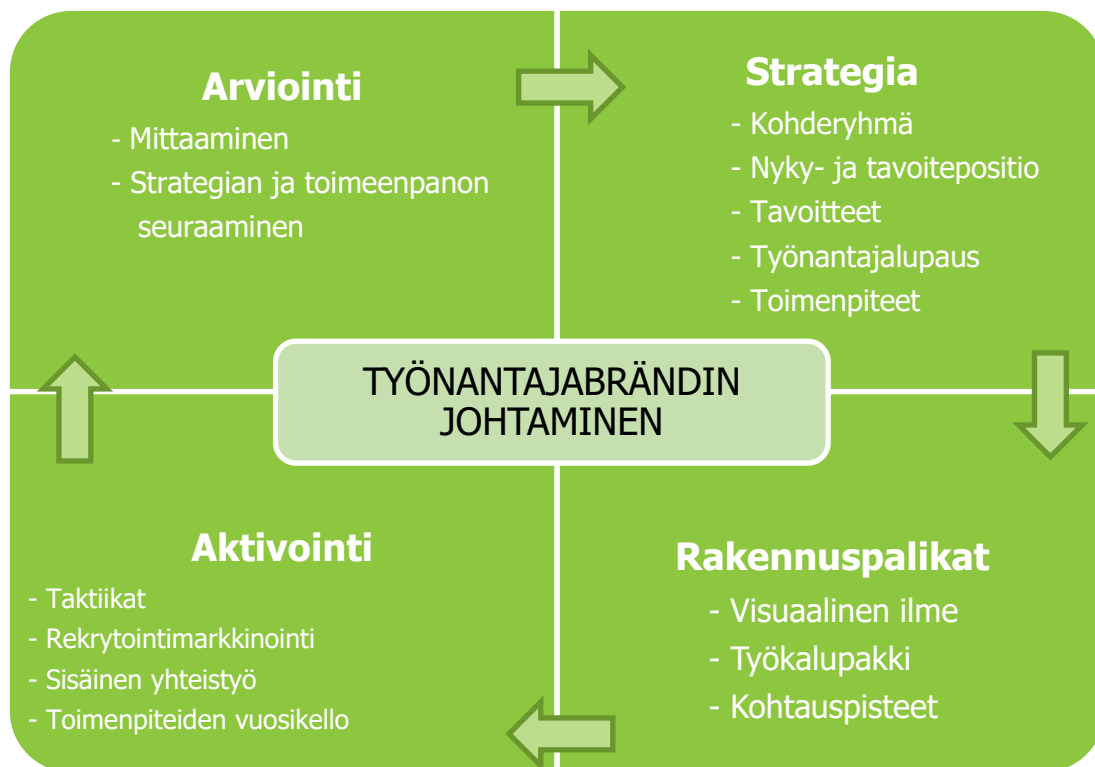 Arviointi
- Mittaaminen
- Strategian ja toimeenpanon
seuraaminen
Strategia
- Kohderyhmä
- Nyky- ja tavoitepositio
- Tavoitteet
- Työnantajalupaus
- Toimenpiteet
TYÖNANTAJABRÄNDIN
JOHTAMINEN
Aktivointi
- Taktiikat
- Rekrytointimarkkinointi
- Sisäinen yhteistyö
- Toimenpiteiden vuosikello
Rakennuspalikat
- Visuaalinen ilme
- Työkalupakki
- Kohtauspisteet